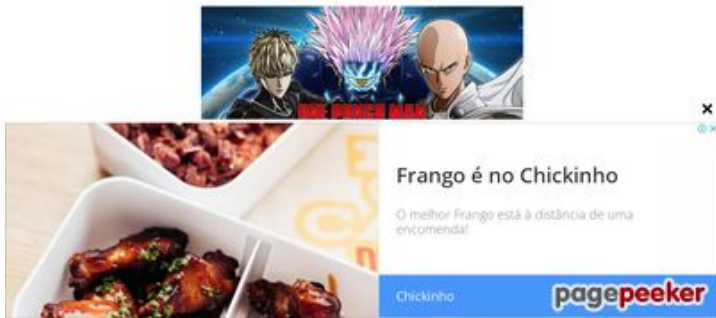 ONE PUNCH MAN
Frango é no Chickinho
O melhor Frango está à distância de uma
encomenda!
Chickinho
pagepeeker